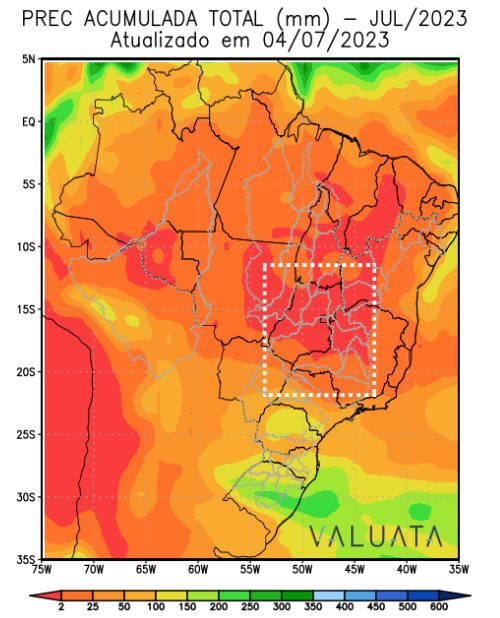 PREC ACUMULADA TOTAL (mm) – JUL/2023
Atualizado em 04/07/2023
5N
EQ
5S
10S
15S
20S
25S
30S
35S
VALUATA
75W 70W 65W 60W 55W 50W 45W 40W 35W
2 25 50 100 150 200 250 300 350 400 450 500 600